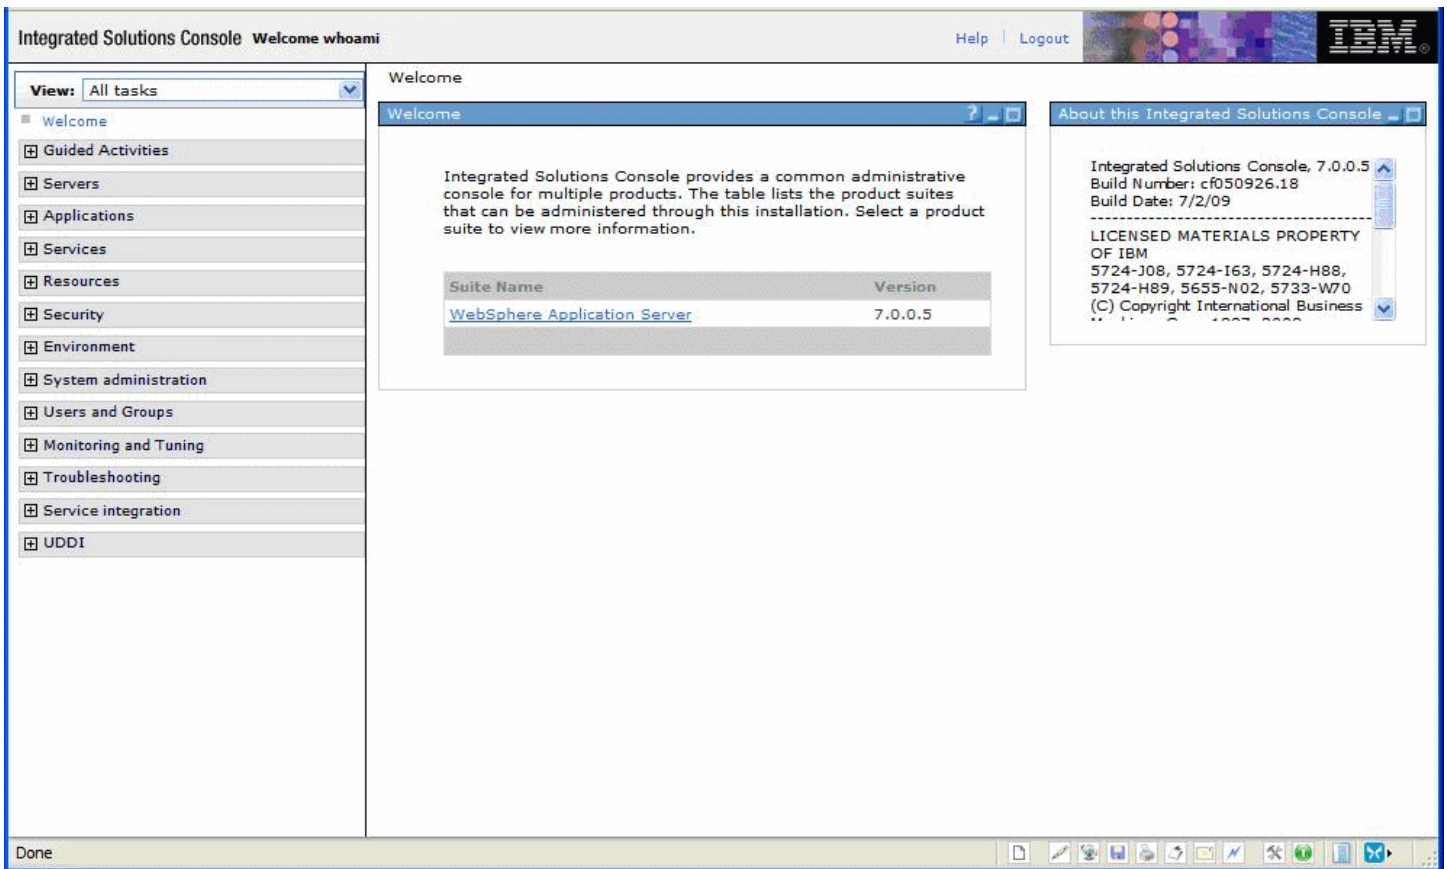 Integrated Solutions Console Welcome whoami
Help Logout
IBM®
View: All tasks
Welcome
Guided Activities
Servers
Applications
Services
Resources
Security
Environment
System administration
Users and Groups
Monitoring and Tuning
Troubleshooting
Service integration
UDDI
Welcome
Welcome
Integrated Solutions Console provides a common administrative
console for multiple products. The table lists the product suites
that can be administered through this installation. Select a product
suite to view more information.
Suite Name Version
WebSphere Application Server 7.0.0.5
About this Integrated Solutions Console
Integrated Solutions Console, 7.0.0.5
Build Number: cf050926.18
Build Date: 7/2/09
----------------------------------------
LICENSED MATERIALS PROPERTY
OF IBM
5724-J08, 5724-I63, 5724-H88,
5724-H89, 5655-N02, 5733-W70
(C) Copyright International Business
Done